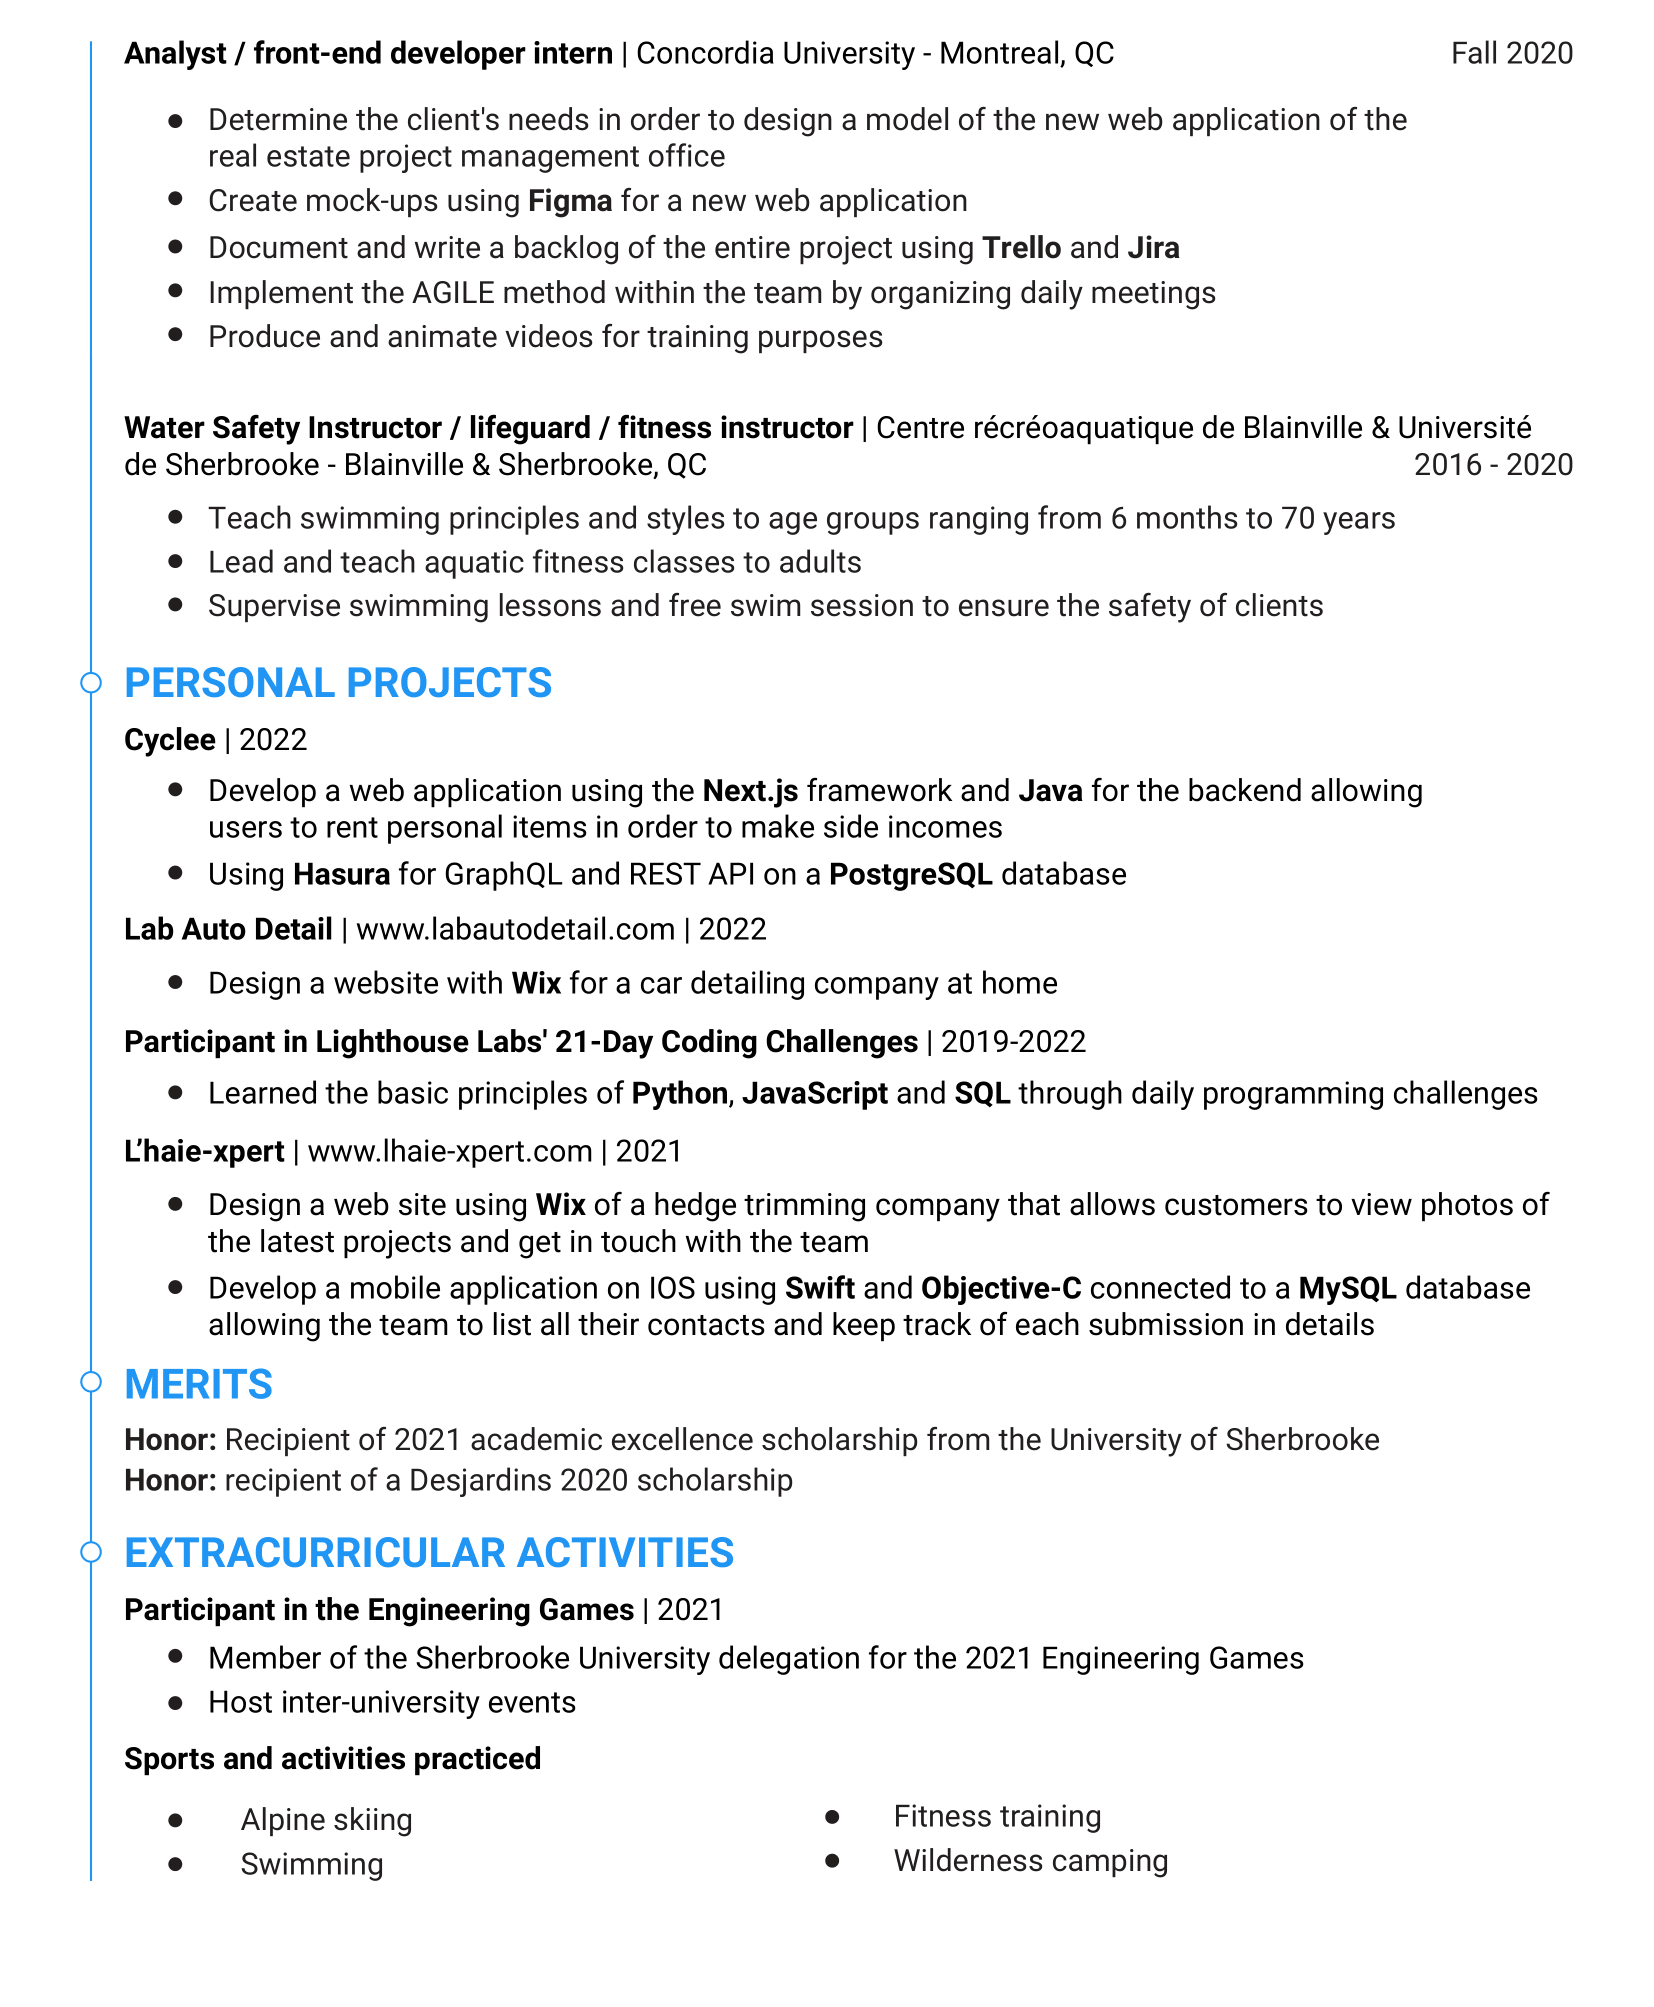 Analyst / front-end developer intern | Concordia University - Montreal, QC Fall 2020
● Determine the client's needs in order to design a model of the new web application of the
real estate project management office
● Create mock-ups using Figma for a new web application
● Document and write a backlog of the entire project using Trello and Jira
● Implement the AGILE method within the team by organizing daily meetings
● Produce and animate videos for training purposes
Water Safety Instructor / lifeguard / fitness instructor | Centre récréoaquatique de Blainville & Université
de Sherbrooke - Blainville & Sherbrooke, QC 2016 - 2020
● Teach swimming principles and styles to age groups ranging from 6 months to 70 years
● Lead and teach aquatic fitness classes to adults
● Supervise swimming lessons and free swim session to ensure the safety of clients
PERSONAL PROJECTS
Cyclee | 2022
● Develop a web application using the Next.js framework and Java for the backend allowing
users to rent personal items in order to make side incomes
● Using Hasura for GraphQL and REST API on a PostgreSQL database
Lab Auto Detail | www.labautodetail.com | 2022
● Design a website with Wix for a car detailing company at home
Participant in Lighthouse Labs' 21-Day Coding Challenges | 2019-2022
● Learned the basic principles of Python, JavaScript and SQL through daily programming challenges
L’haie-xpert | www.lhaie-xpert.com | 2021
● Design a web site using Wix of a hedge trimming company that allows customers to view photos of
the latest projects and get in touch with the team
● Develop a mobile application on IOS using Swift and Objective-C connected to a MySQL database
allowing the team to list all their contacts and keep track of each submission in details
MERITS
Honor: Recipient of 2021 academic excellence scholarship from the University of Sherbrooke
Honor: recipient of a Desjardins 2020 scholarship
EXTRACURRICULAR ACTIVITIES
Participant in the Engineering Games | 2021
● Member of the Sherbrooke University delegation for the 2021 Engineering Games
● Host inter-university events
Sports and activities practiced
● Alpine skiing
● Swimming
● Fitness training
● Wilderness camping